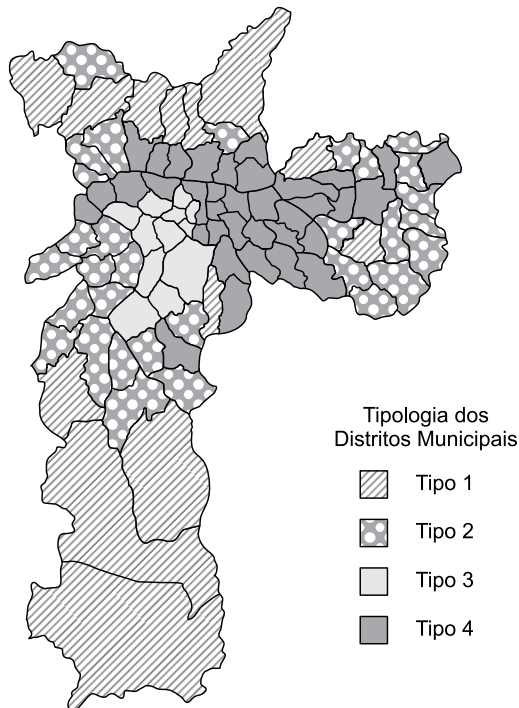 Tipologia dos
Distritos Municipais
Tipo 1
Tipo 2
Tipo 3
Tipo 4